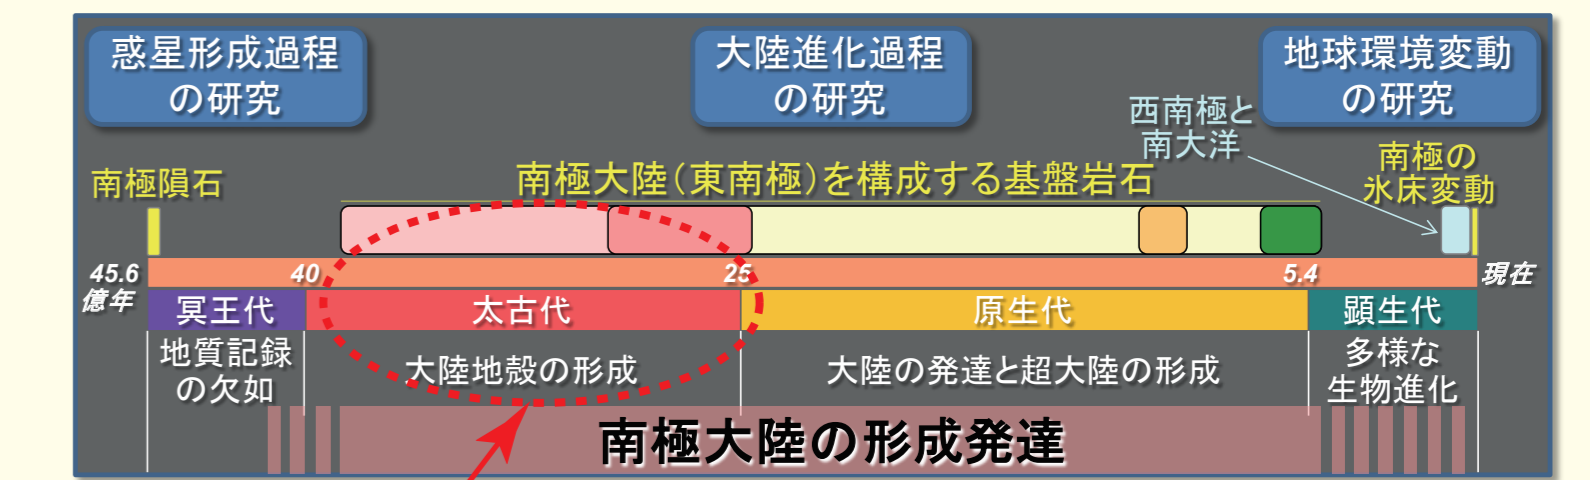 惑星形成過程
の研究
大陸進化過程
の研究
地球環境変動
の研究
西南極と
南大洋
南極隕石
南極大陸（東南極）を構成する基盤岩石
南極の
氷床変動
45.6
億年
40
25
5.4
現在
冥王代
太古代
原生代
顕生代
地質記録
の欠如
大陸地殻の形成
大陸の発達と超大陸の形成
多様な
生物進化
南極大陸の形成発達